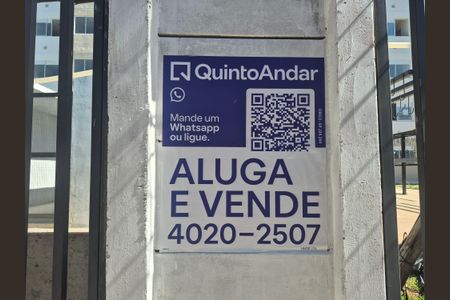 QuintoAndar
Mande um
Whatsapp
ou ligue.
ALUGA
E VENDE
4020-2507